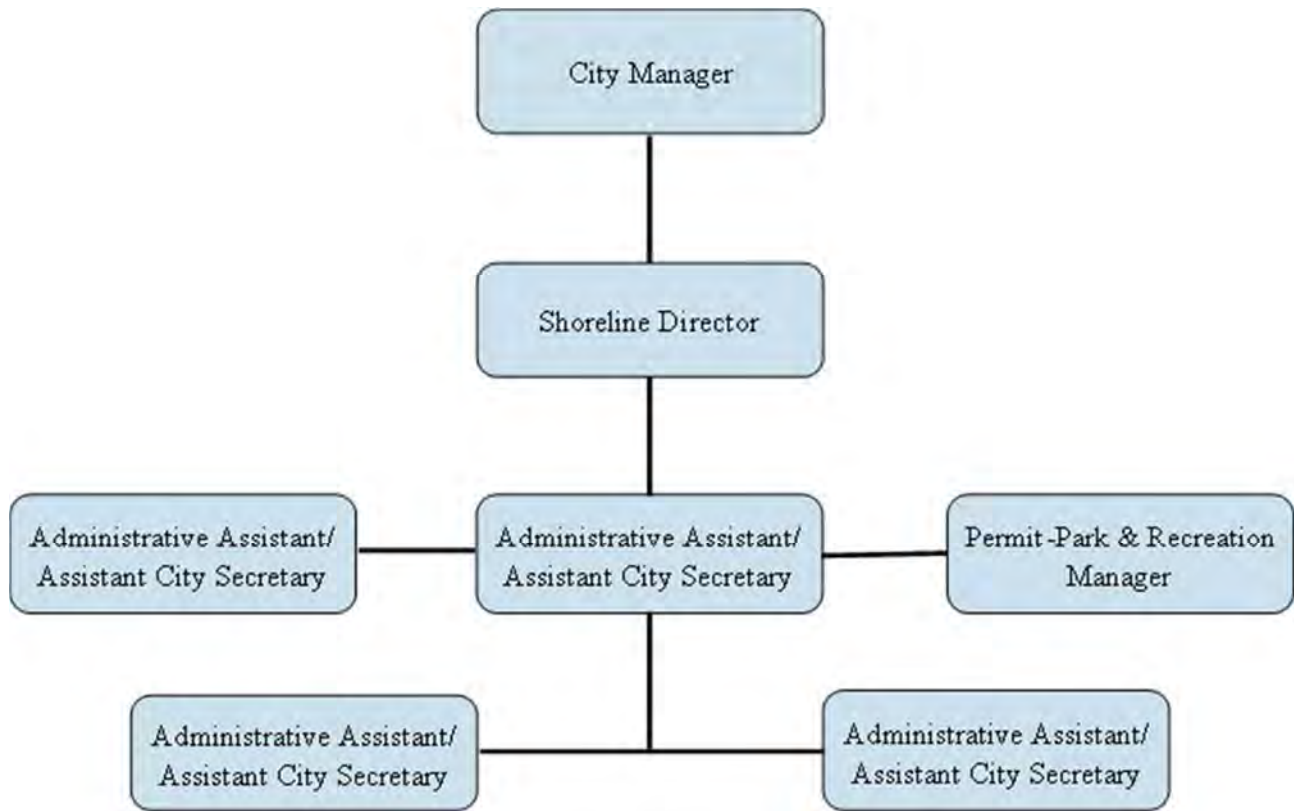 City Manager
Shoreline Director
Administrative Assistant/
Assistant City Secretary
Administrative Assistant/
Assistant City Secretary
Permit-Park & Recreation
Manager
Administrative Assistant/
Assistant City Secretary
Administrative Assistant/
Assistant City Secretary